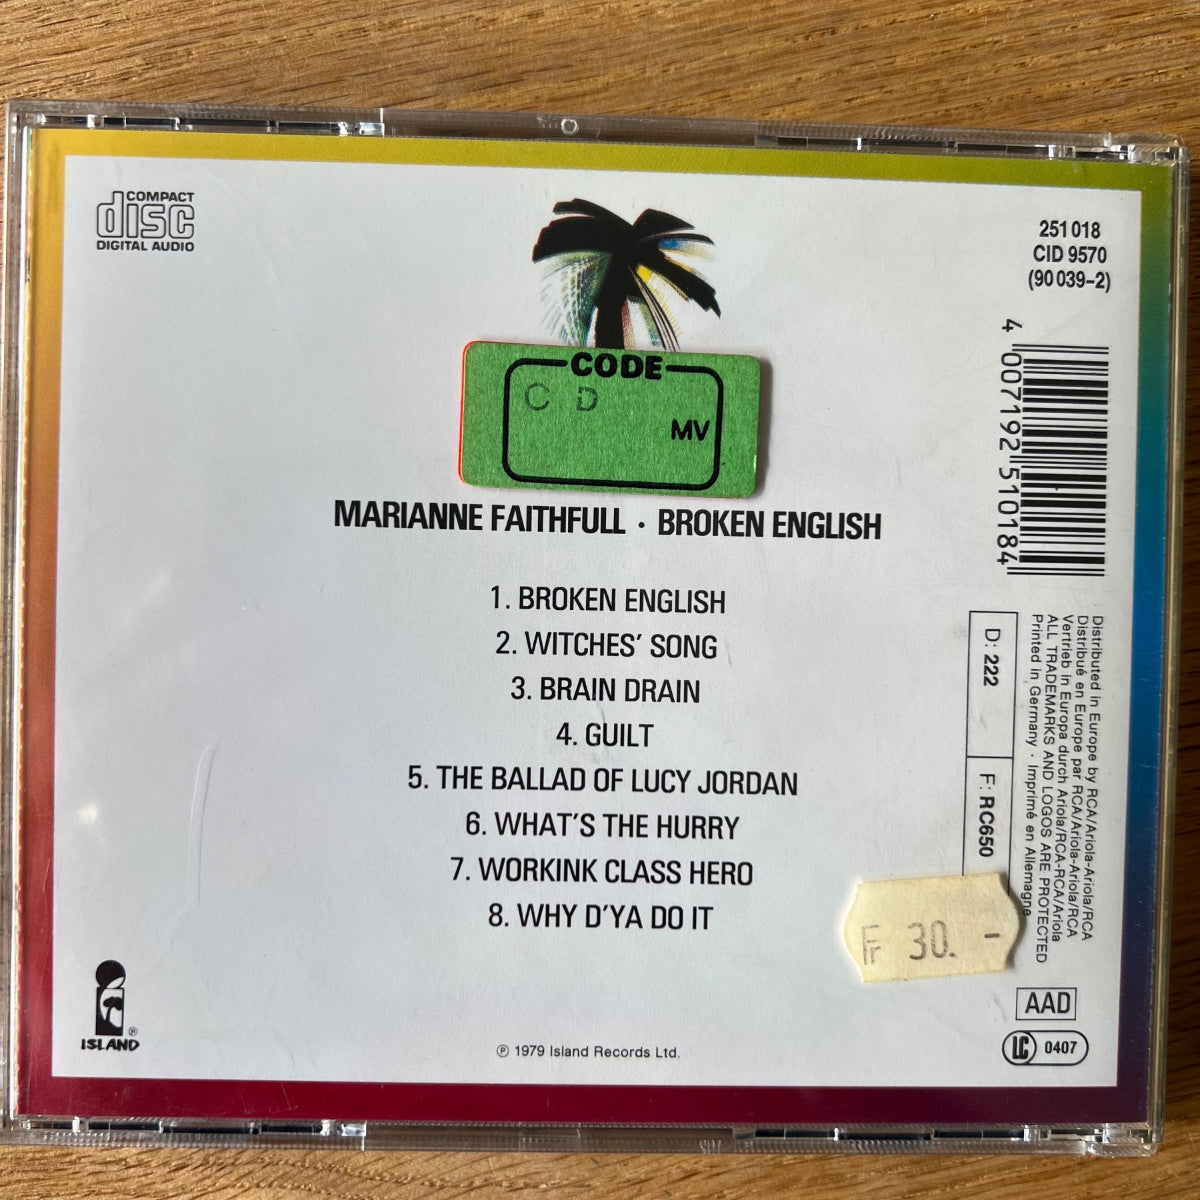 COMPACT
disc
DIGITAL AUDIO
251 018
CID 9570
(90 039-2)
CODE
C D
MV
4 007192 510184
MARIANNE FAITHFULL · BROKEN ENGLISH
1. BROKEN ENGLISH
2. WITCHES' SONG
3. BRAIN DRAIN
4. GUILT
5. THE BALLAD OF LUCY JORDAN
6. WHAT'S THE HURRY
7. WORKINK CLASS HERO
8. WHY D'YA DO IT
D: 222
F: RC650
Distributed in Europe by RCA/Ariola-Ariola/RCA
Distribué en Europe par RCA/Ariola-Ariola/RCA
Vertrieb in Europa durch Ariola/RCA-RCA/Ariola
ALL TRADEMARKS AND LOGOS ARE PROTECTED
Printed in Germany · Imprimé en Allemagne
F 30. -
AAD
LC 0407
ISLAND ®
℗ 1979 Island Records Ltd.